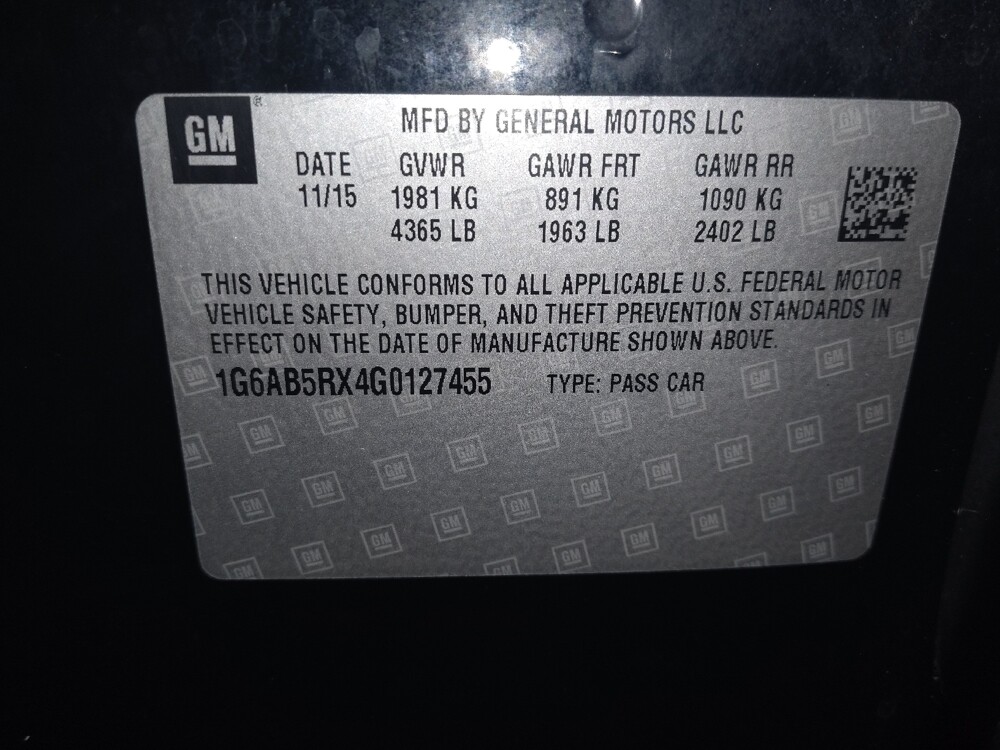 GM ®
MFD BY GENERAL MOTORS LLC
DATE GVWR GAWR FRT GAWR RR
11/15 1981 KG 891 KG 1090 KG
4365 LB 1963 LB 2402 LB
THIS VEHICLE CONFORMS TO ALL APPLICABLE U.S. FEDERAL MOTOR
VEHICLE SAFETY, BUMPER, AND THEFT PREVENTION STANDARDS IN
EFFECT ON THE DATE OF MANUFACTURE SHOWN ABOVE.
1G6AB5RX4G0127455 TYPE: PASS CAR